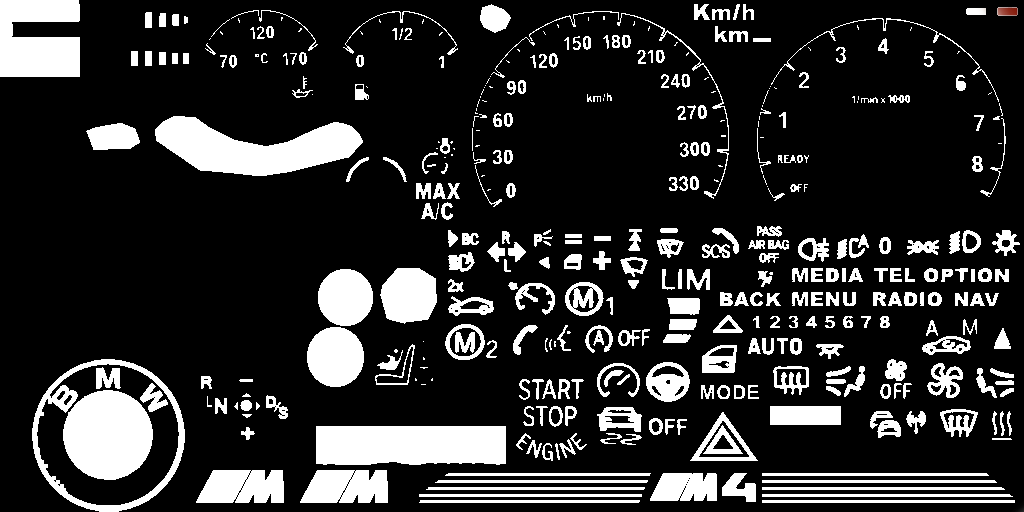 120
70 °C 170
1/2
0 1
Km/h
km
0 30 60 90 120 150 180 210 240 270 300 330
km/h
1 2 3 4 5 6 7 8
1/min x 1000
READY
OFF
MAX
A/C
BC
R
L
P
SOS
PASS
AIR BAG
OFF
A
0
D
2x
M 1
LIM
MEDIA TEL OPTION
BACK MENU RADIO NAV
1 2 3 4 5 6 7 8
A M
M 2
A OFF
AUTO
START
STOP
ENGINE
MODE
OFF
OFF
B M W
R
N D/S
M
M
M4